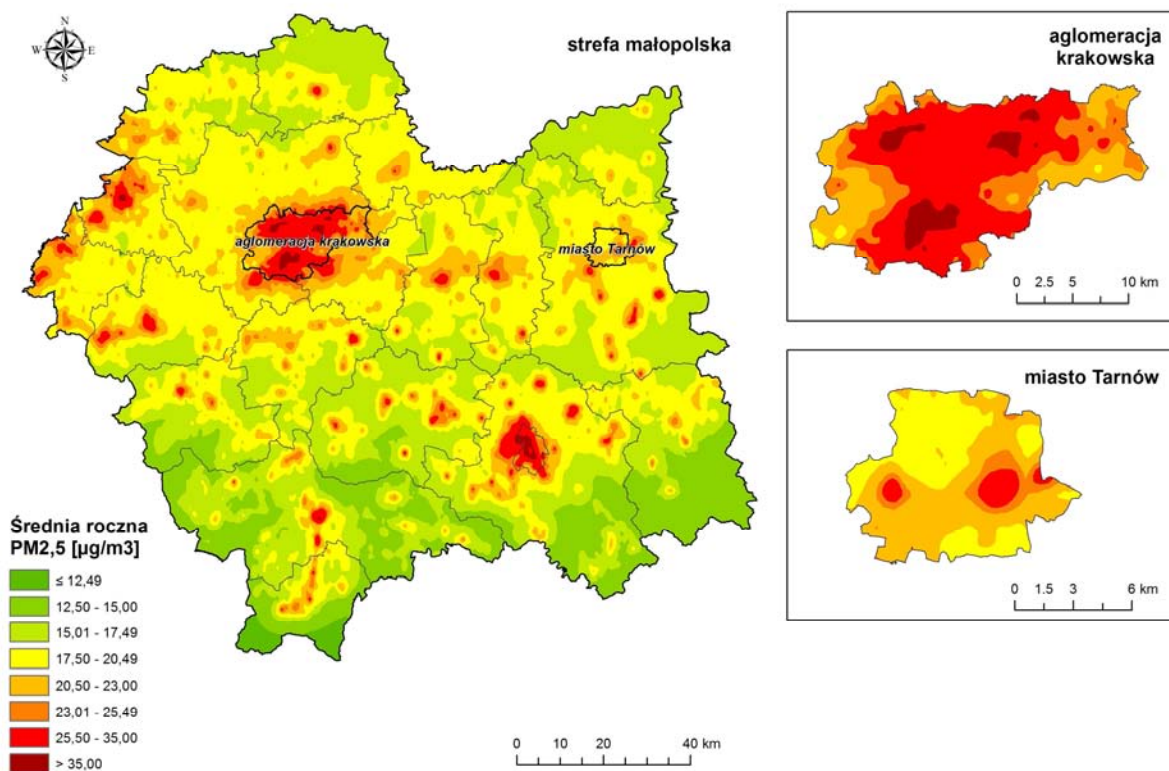 N
W E
S
strefa małopolska
aglomeracja krakowska
miasto Tarnów
Średnia roczna
PM2,5 [µg/m3]
≤ 12,49
12,50 - 15,00
15,01 - 17,49
17,50 - 20,49
20,50 - 23,00
23,01 - 25,49
25,50 - 35,00
> 35,00
0 10 20 40 km
aglomeracja
krakowska
0 2.5 5 10 km
miasto Tarnów
0 1.5 3 6 km